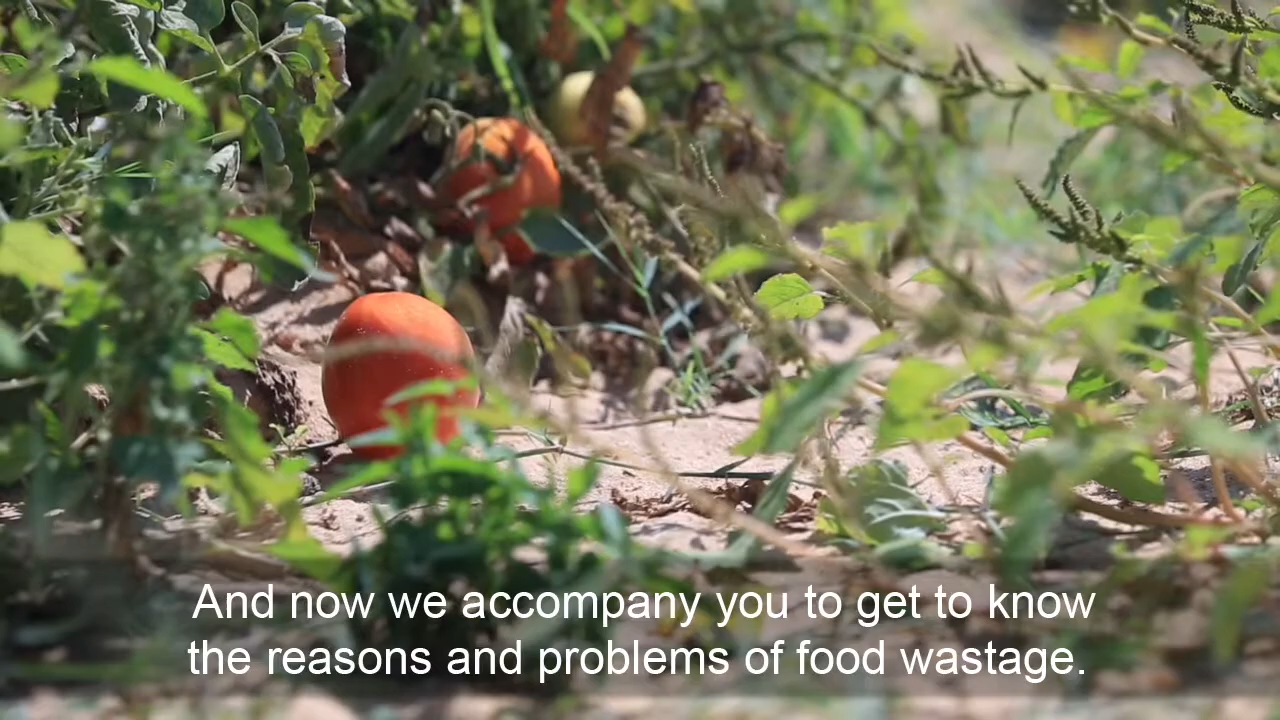 And now we accompany you to get to know
the reasons and problems of food wastage.